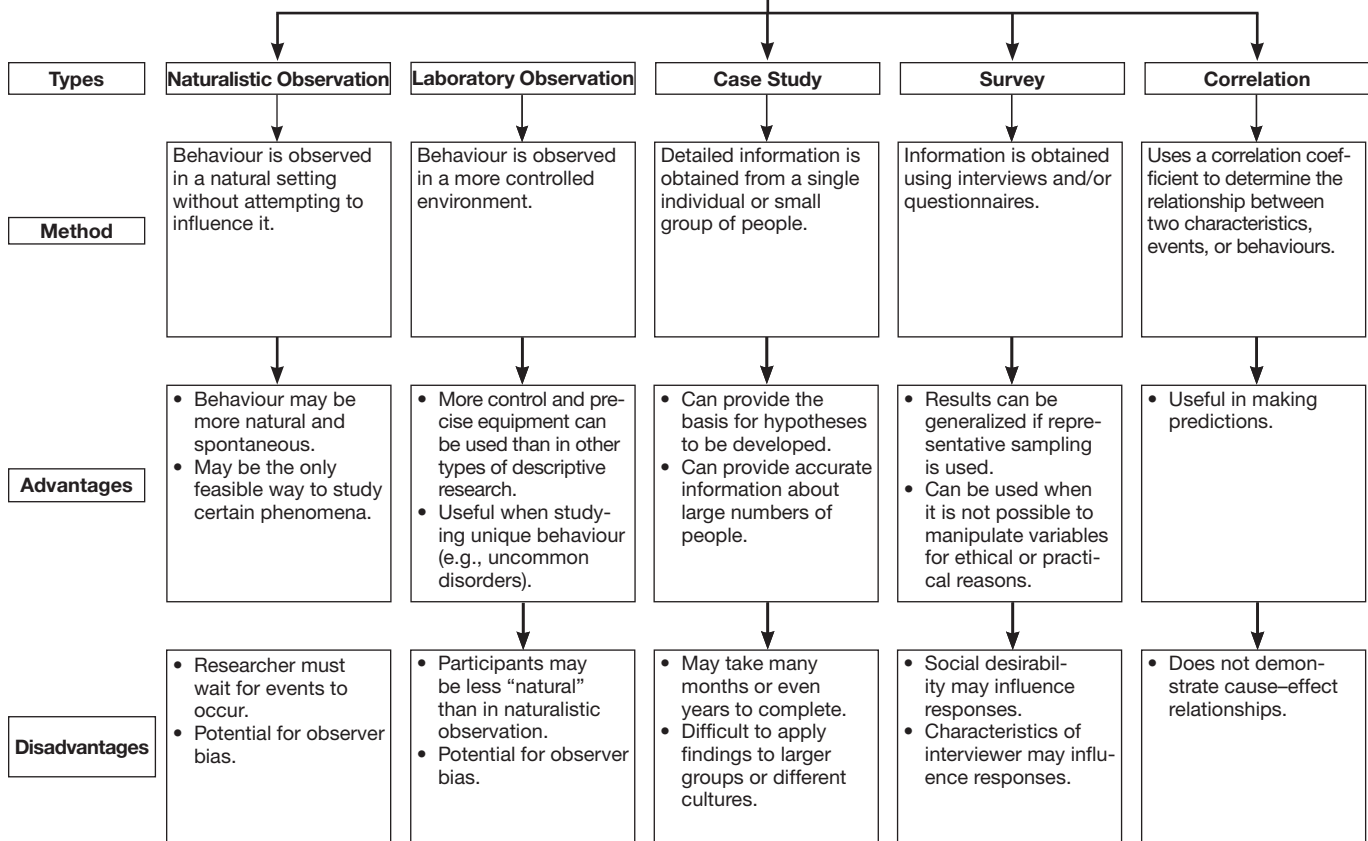 Types
Naturalistic Observation
Laboratory Observation
Case Study
Survey
Correlation
Method
Behaviour is observed
in a natural setting
without attempting to
influence it.
Behaviour is observed
in a more controlled
environment.
Detailed information is
obtained from a single
individual or small
group of people.
Information is obtained
using interviews and/or
questionnaires.
Uses a correlation coef-
ficient to determine the
relationship between
two characteristics,
events, or behaviours.
Advantages
• Behaviour may be
more natural and
spontaneous.
• May be the only
feasible way to study
certain phenomena.
• More control and pre-
cise equipment can
be used than in other
types of descriptive
research.
• Useful when study-
ing unique behaviour
(e.g., uncommon
disorders).
• Can provide the
basis for hypotheses
to be developed.
• Can provide accurate
information about
large numbers of
people.
• Results can be
generalized if repre-
sentative sampling
is used.
• Can be used when
it is not possible to
manipulate variables
for ethical or practi-
cal reasons.
• Useful in making
predictions.
Disadvantages
• Researcher must
wait for events to
occur.
• Potential for observer
bias.
• Participants may
be less “natural”
than in naturalistic
observation.
• Potential for observer
bias.
• May take many
months or even
years to complete.
• Difficult to apply
findings to larger
groups or different
cultures.
• Social desirabil-
ity may influence
responses.
• Characteristics of
interviewer may influ-
ence responses.
• Does not demon-
strate cause–effect
relationships.